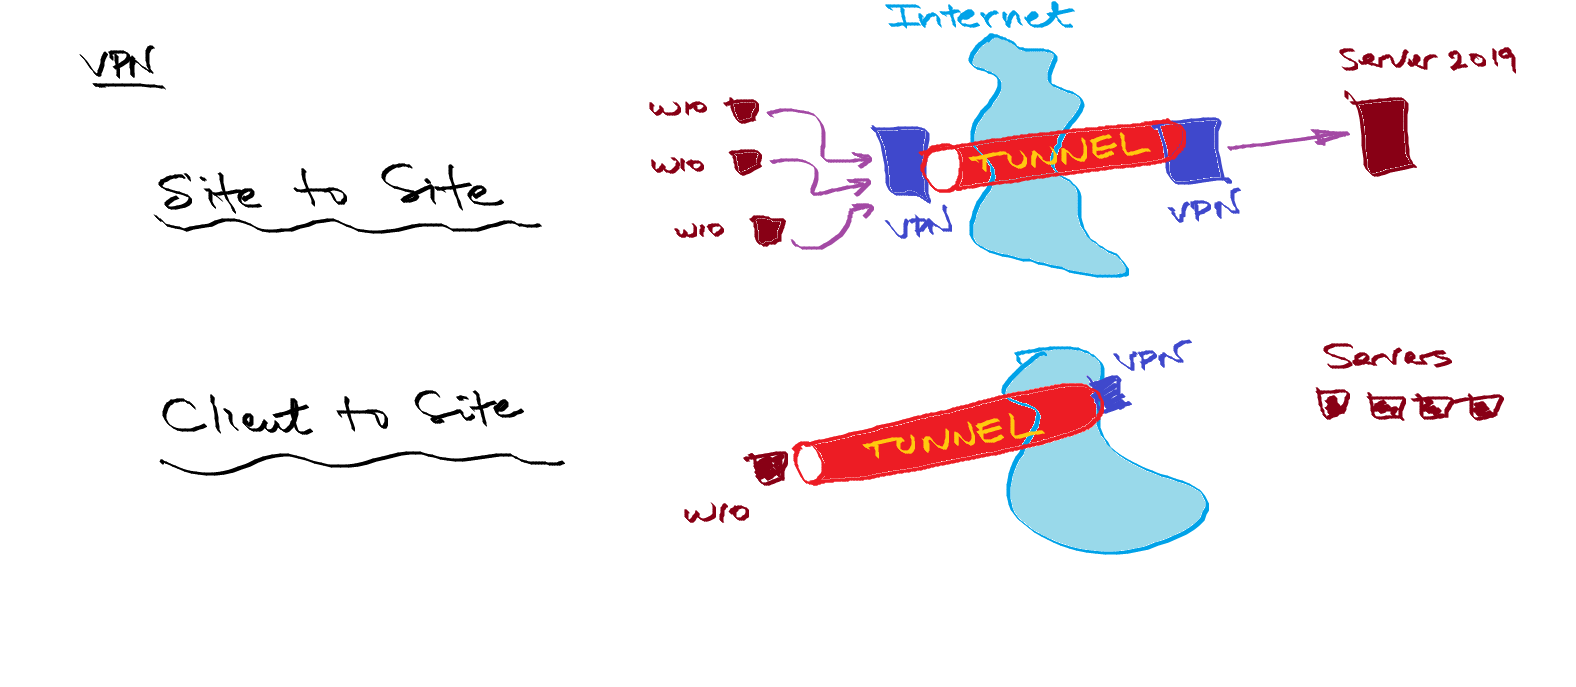 VPN
Internet
Server 2019
W10
W10
W10
TUNNEL
VPN
VPN
Site to Site
VPN
Servers
Client to Site
TUNNEL
W10